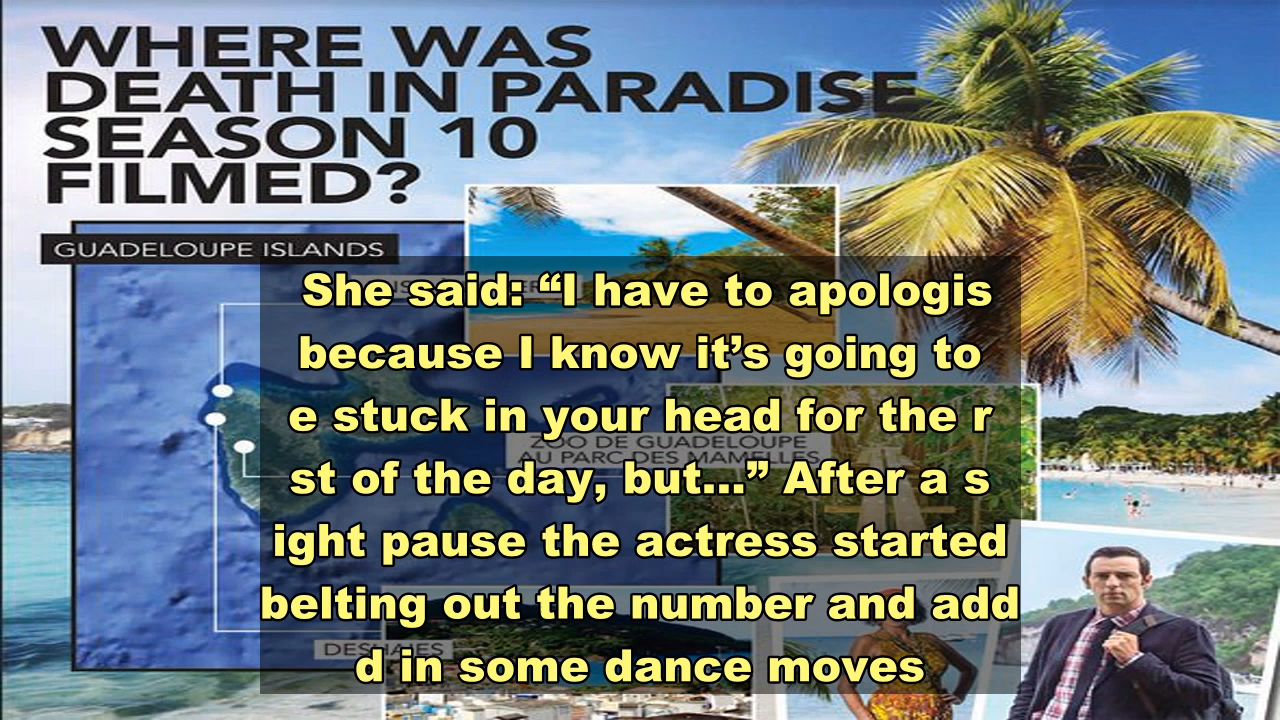 WHERE WAS
DEATH IN PARADISE
SEASON 10
FILMED?
GUADELOUPE ISLANDS
She said: “I have to apologis
because I know it’s going to
e stuck in your head for the r
ZOO DE GUADELOUPE
AU PARC DES MAMELLES
st of the day, but...” After a s
ight pause the actress started
belting out the number and add
DESHAIES
d in some dance moves